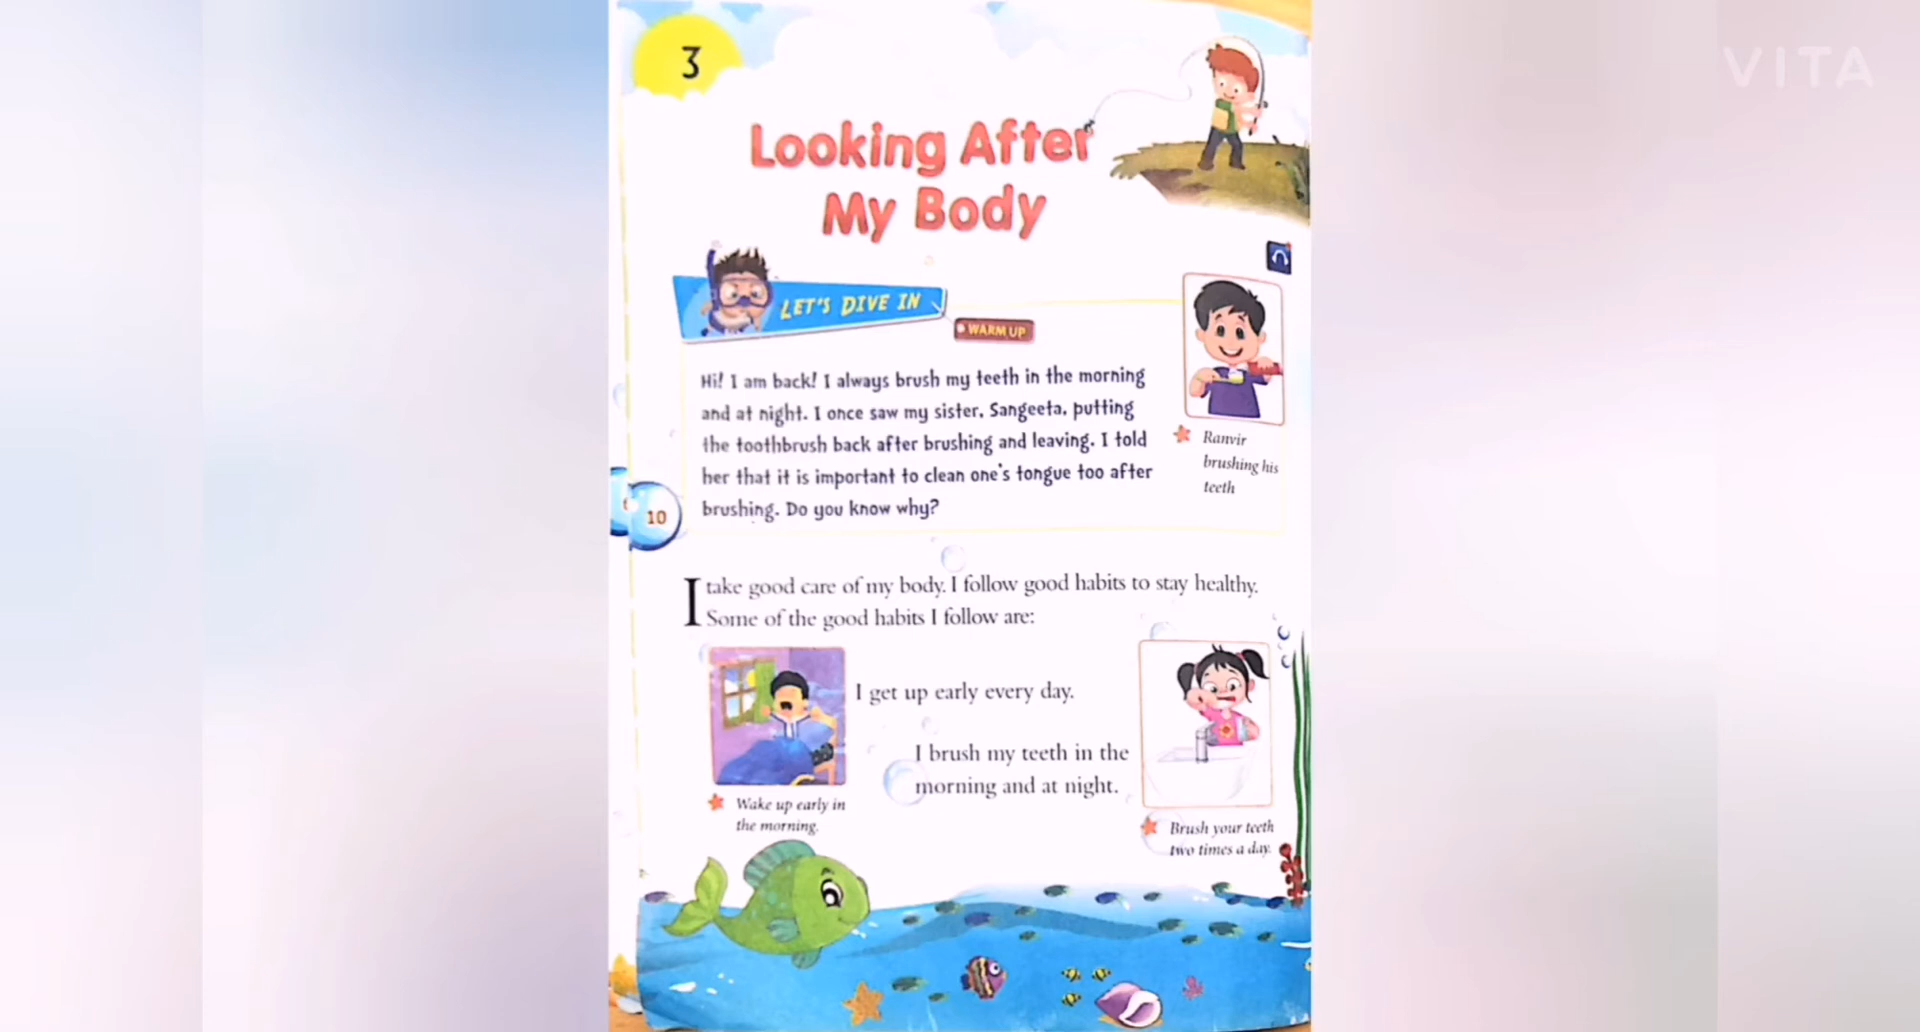 VITA
3
Looking After
My Body
LET'S DIVE IN
WARM UP
Hi! I am back! I always brush my teeth in the morning
and at night. I once saw my sister, Sangeeta, putting
the toothbrush back after brushing and leaving. I told
her that it is important to clean one's tongue too after
brushing. Do you know why?
Ranvir
brushing his
teeth
10
I take good care of my body. I follow good habits to stay healthy.
Some of the good habits I follow are:
I get up early every day.
I brush my teeth in the
morning and at night.
Wake up early in
the morning.
Brush your teeth
two times a day.